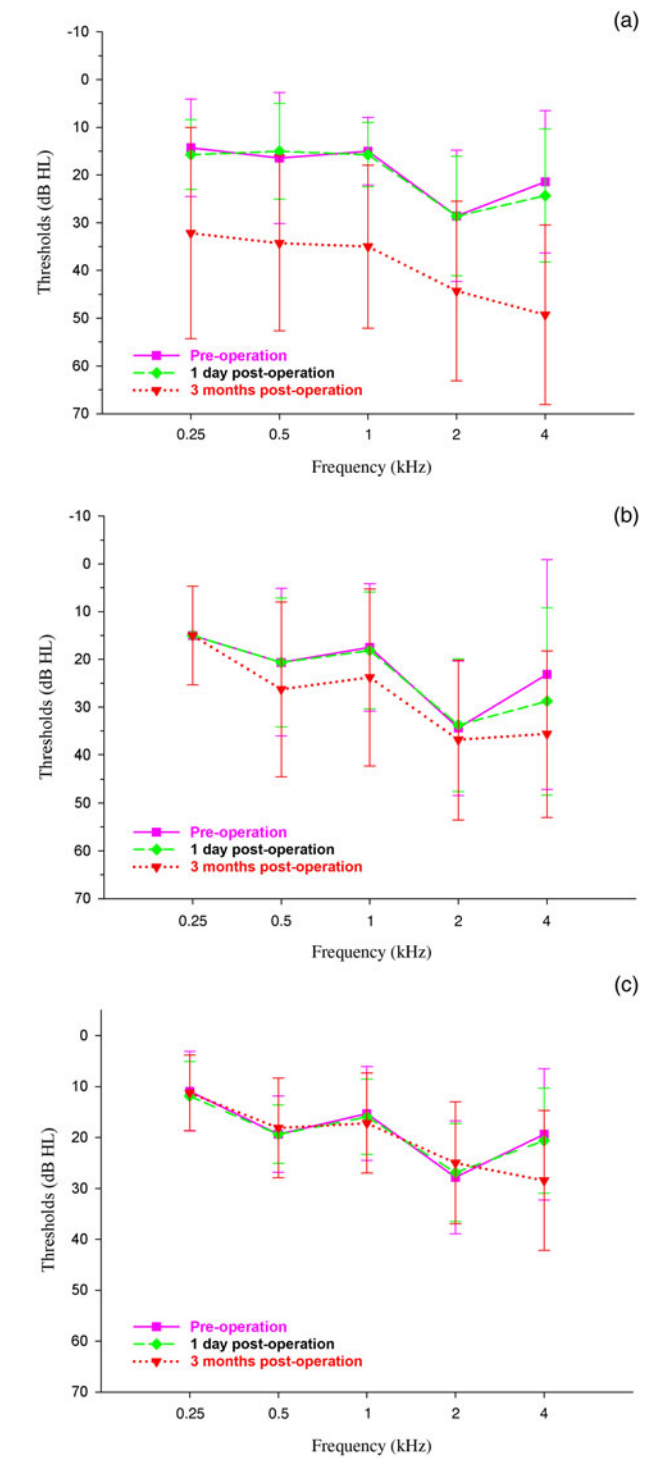 (a)
-10
0
10
20
30
40
50
60
70
Thresholds (dB HL)
Pre-operation
1 day post-operation
3 months post-operation
0.25 0.5 1 2 4
Frequency (kHz)
(b)
-10
0
10
20
30
40
50
60
70
Thresholds (dB HL)
Pre-operation
1 day post-operation
3 months post-operation
0.25 0.5 1 2 4
Frequency (kHz)
(c)
0
10
20
30
40
50
60
70
Thresholds (dB HL)
Pre-operation
1 day post-operation
3 months post-operation
0.25 0.5 1 2 4
Frequency (kHz)